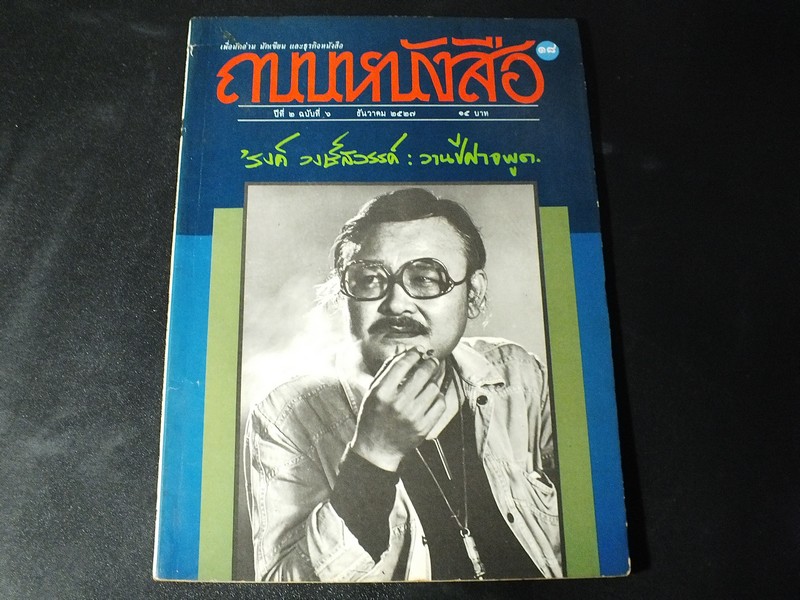 เพื่อนักอ่าน นักเขียน และธุรกิจหนังสือ
ถนนหนังสือ
๑๘
ปีที่ ๒ ฉบับที่ ๖ ธันวาคม ๒๕๒๗ ๑๕ บาท
'รงค์ วงษ์สวรรค์ : วานปีศาจพูด.